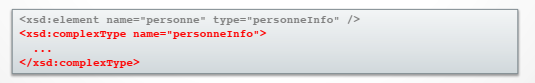 <xsd:element name="personne" type="personneInfo" />
<xsd:complexType name="personneInfo">
...
</xsd:complexType>